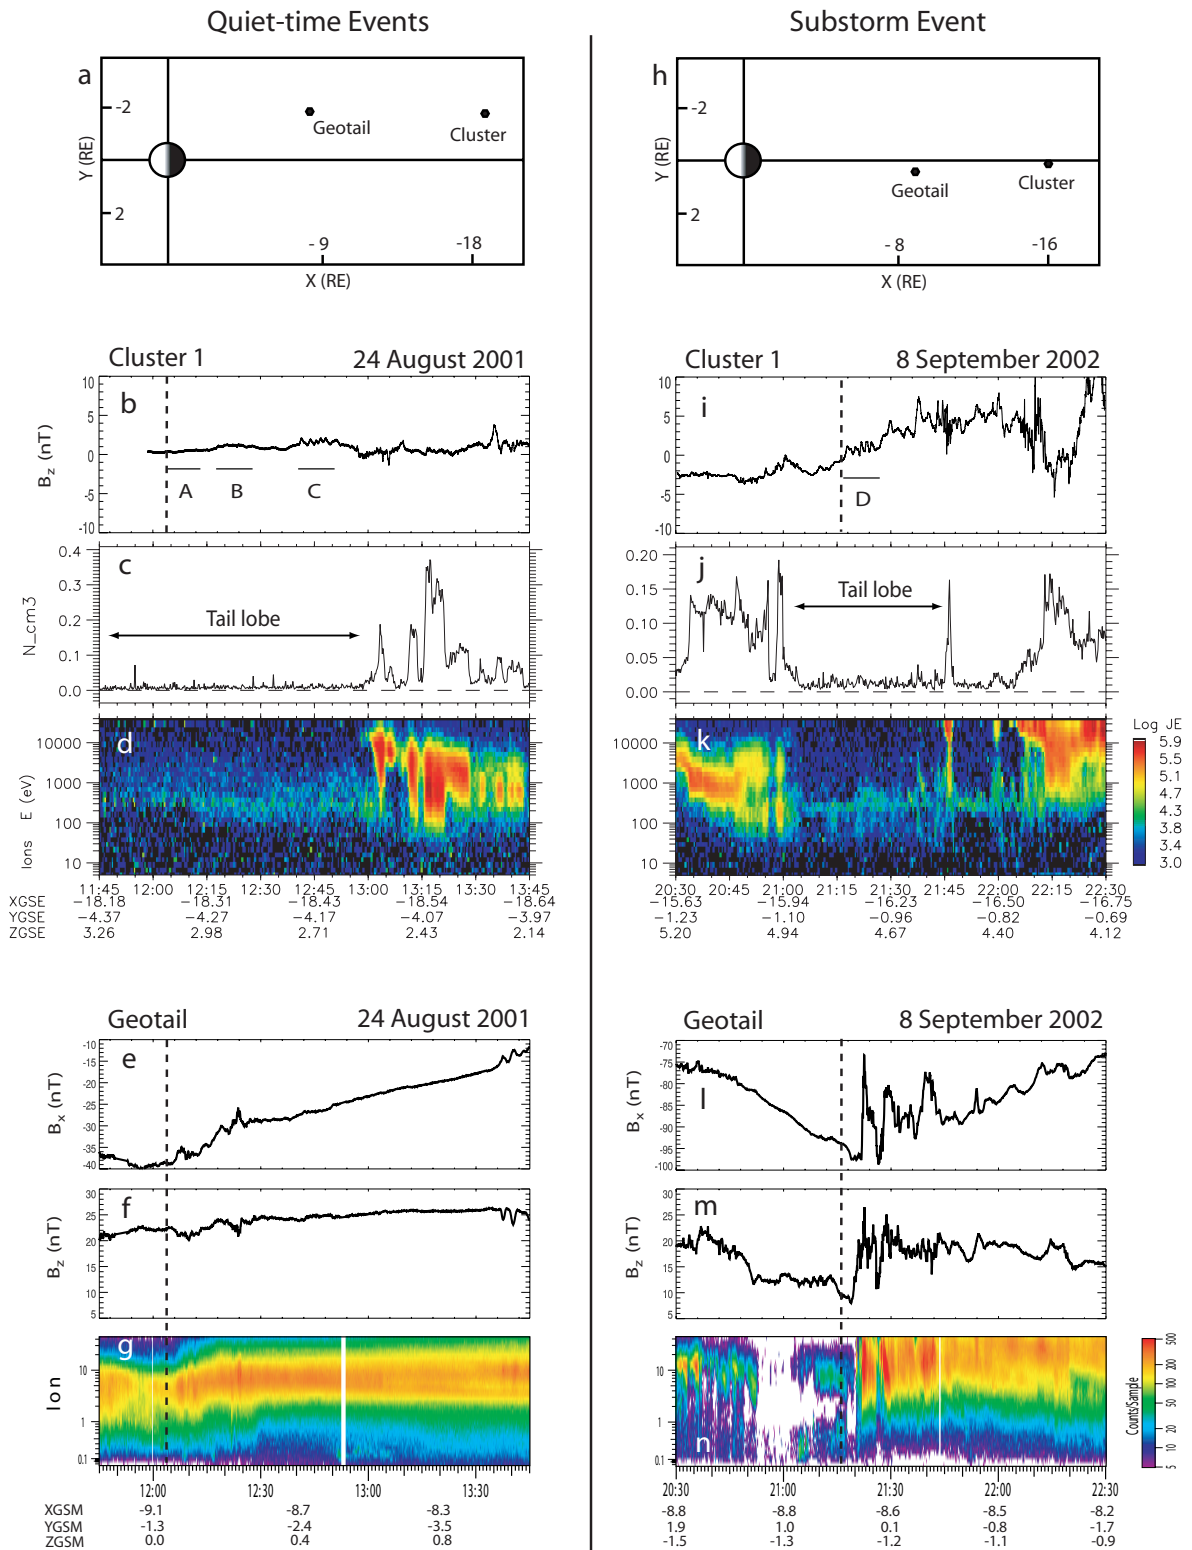 Quiet-time Events
a
-2
2
Y (RE)
Geotail
Cluster
- 9
-18
X (RE)
Cluster 1
24 August 2001
b
10
5
0
-5
-10
B_z (nT)
A
B
C
c
0.4
0.3
0.2
0.1
0.0
N_cm3
Tail lobe
d
10000
1000
100
10
Ions E (eV)
11:45 12:00 12:15 12:30 12:45 13:00 13:15 13:30 13:45
XGSE -18.18 -18.31 -18.43 -18.54 -18.64
YGSE -4.37 -4.27 -4.17 -4.07 -3.97
ZGSE 3.26 2.98 2.71 2.43 2.14
Geotail
24 August 2001
e
-10
-15
-20
-25
-30
-35
-40
B_x (nT)
f
30
25
20
15
10
5
B_z (nT)
g
10
1
0.1
Ion
12:00 12:30 13:00 13:30
XGSM -9.1 -8.7 -8.3
YGSM -1.3 -2.4 -3.5
ZGSM 0.0 0.4 0.8
Substorm Event
h
-2
2
Y (RE)
Geotail
Cluster
- 8
-16
X (RE)
Cluster 1
8 September 2002
i
10
5
0
-5
-10
B_z (nT)
D
j
0.20
0.15
0.10
0.05
0.00
Tail lobe
k
10000
1000
100
10
Log JE
5.9
5.5
5.1
4.7
4.3
3.8
3.4
3.0
20:30 20:45 21:00 21:15 21:30 21:45 22:00 22:15 22:30
-15.63 -15.94 -16.23 -16.50 -16.75
-1.23 -1.10 -0.96 -0.82 -0.69
5.20 4.94 4.67 4.40 4.12
Geotail
8 September 2002
l
-70
-75
-80
-85
-90
-95
-100
B_x (nT)
m
30
25
20
15
10
5
B_z (nT)
n
10
1
0.1
Counts/Sample
500
200
100
50
20
10
5
20:30 21:00 21:30 22:00 22:30
-8.8 -8.8 -8.6 -8.5 -8.2
1.9 1.0 0.1 -0.8 -1.7
-1.5 -1.3 -1.2 -1.1 -0.9